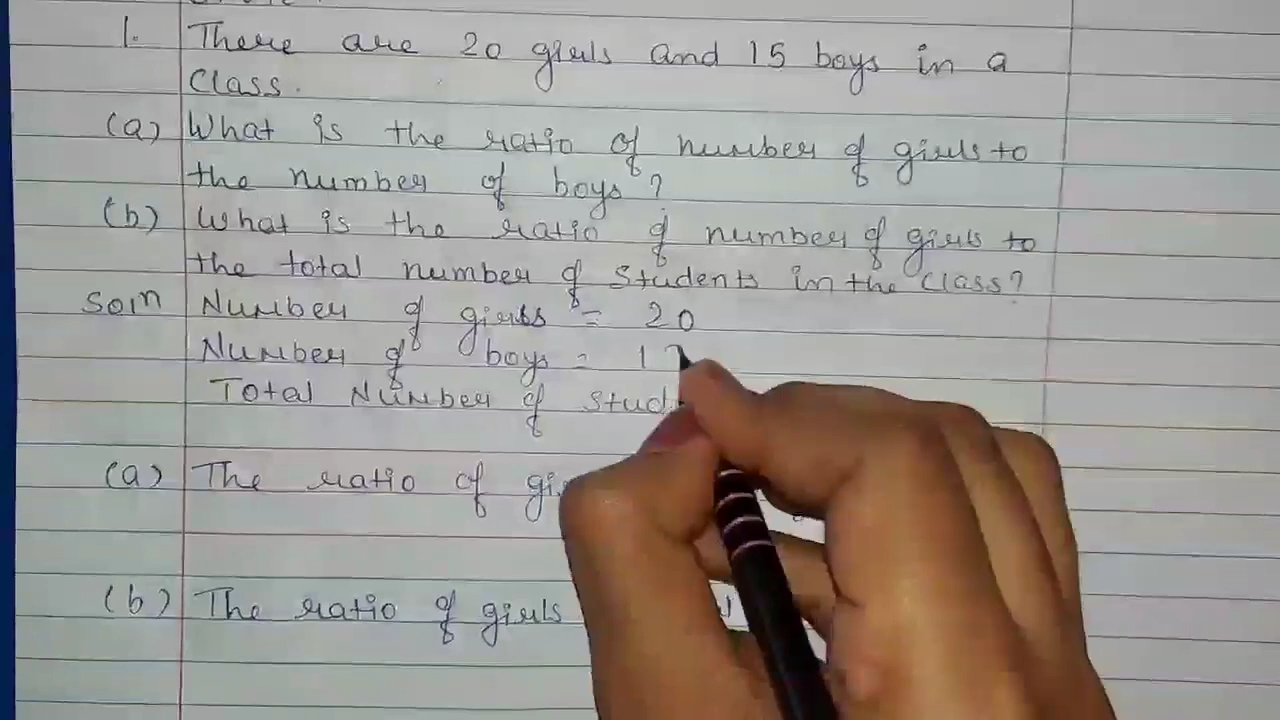 1. There are 20 girls and 15 boys in a
Class.
(a) What is the ratio of number of girls to
the number of boys?
(b) What is the ratio of number of girls to
the total number of Students in the Class?
Soln Number of girls = 20
Number of boys = 1
Total Number of
(a) The ratio of
(b) The ratio of girls